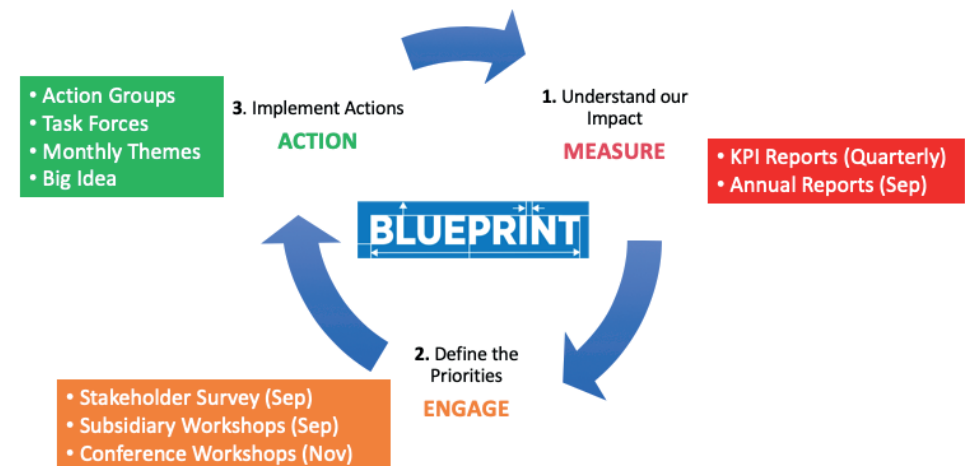 • Action Groups
• Task Forces
• Monthly Themes
• Big Idea
3. Implement Actions
ACTION
1. Understand our
Impact
MEASURE
• KPI Reports (Quarterly)
• Annual Reports (Sep)
BLUEPRINT
2. Define the
Priorities
ENGAGE
• Stakeholder Survey (Sep)
• Subsidiary Workshops (Sep)
• Conference Workshops (Nov)